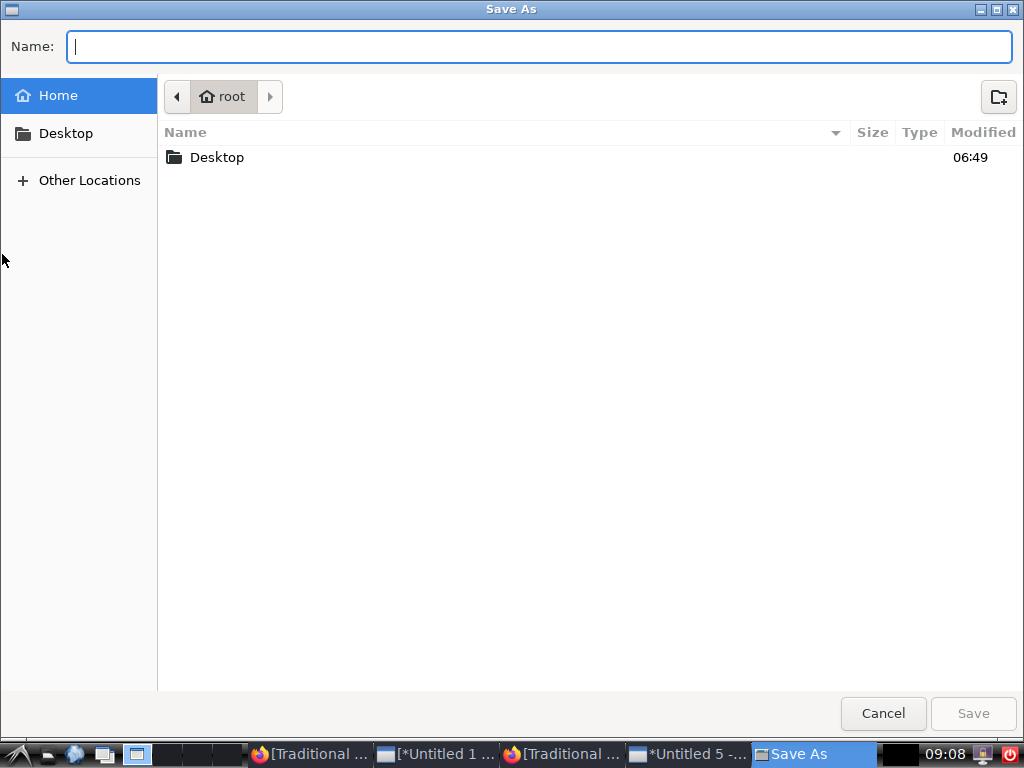 Save As
Name:
Home
root
Desktop
Name Size Type Modified
Desktop 06:49
Other Locations
Cancel Save
[Traditional ... [*Untitled 1 ... [Traditional ... *Untitled 5 -... Save As 09:08